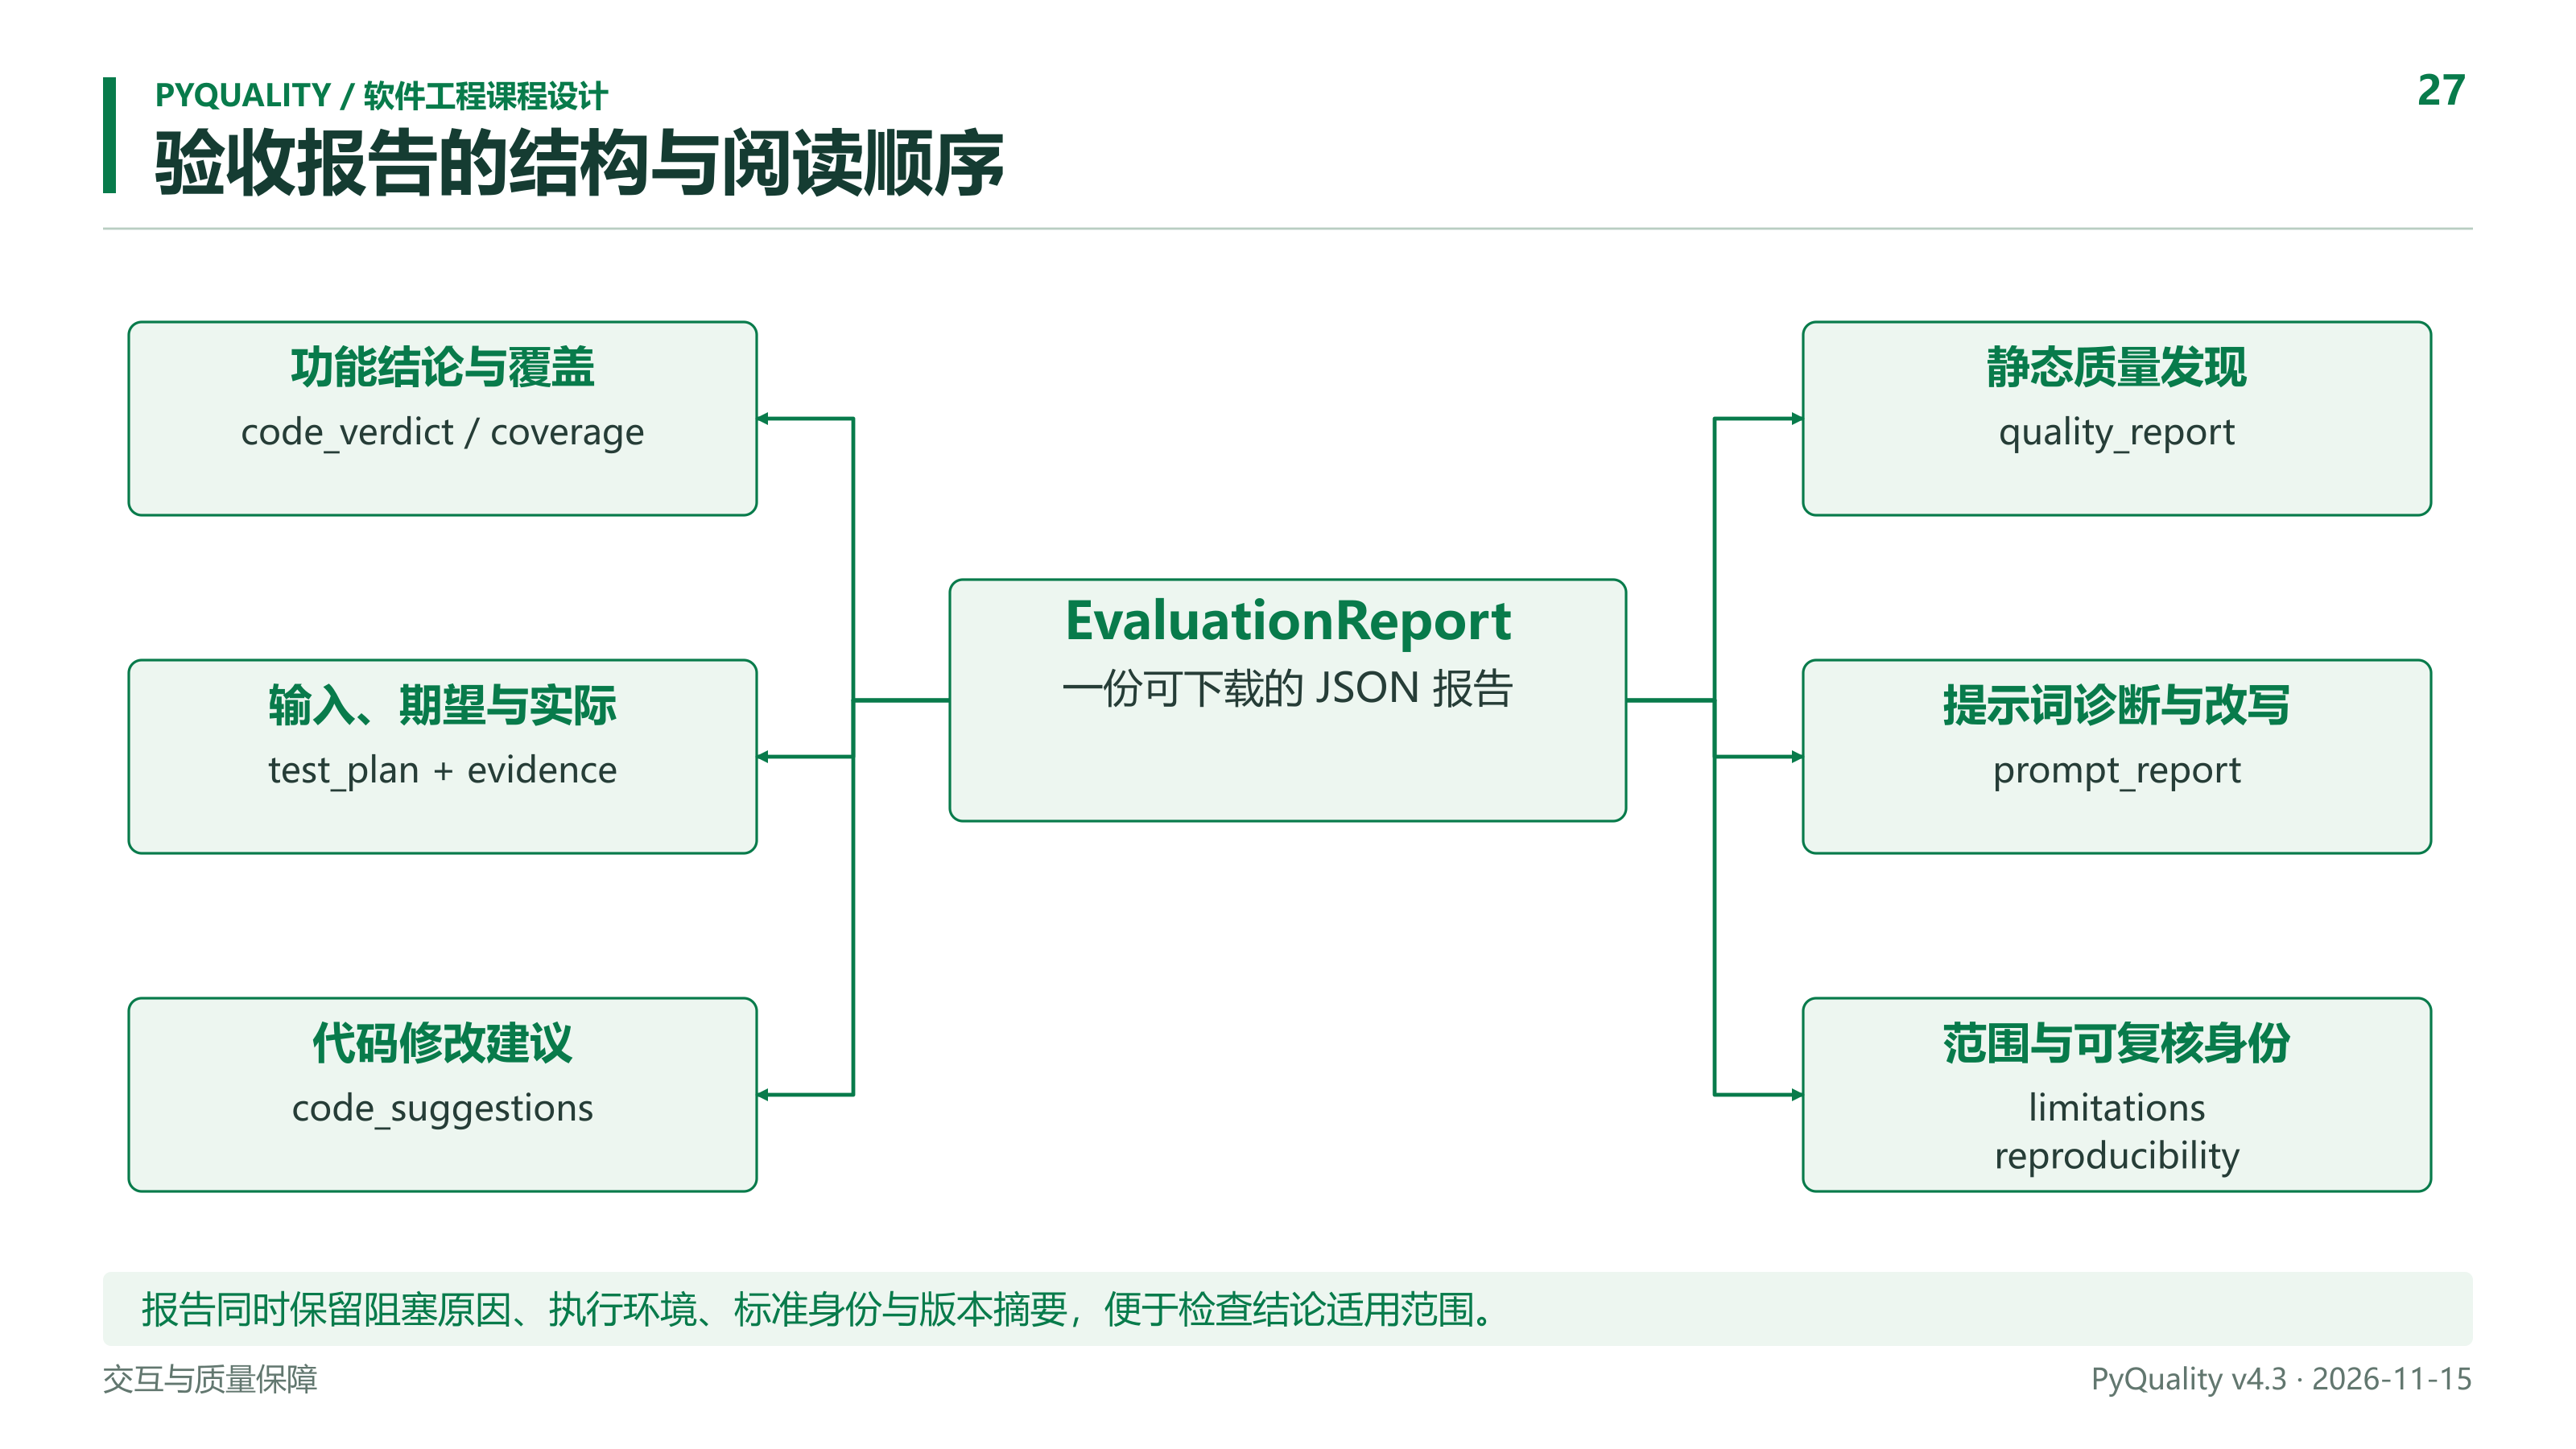 PYQUALITY / 软件工程课程设计
27
验收报告的结构与阅读顺序
功能结论与覆盖
code_verdict / coverage
输入、期望与实际
test_plan + evidence
代码修改建议
code_suggestions
EvaluationReport
一份可下载的 JSON 报告
静态质量发现
quality_report
提示词诊断与改写
prompt_report
范围与可复核身份
limitations
reproducibility
报告同时保留阻塞原因、执行环境、标准身份与版本摘要，便于检查结论适用范围。
交互与质量保障
PyQuality v4.3 · 2026-11-15